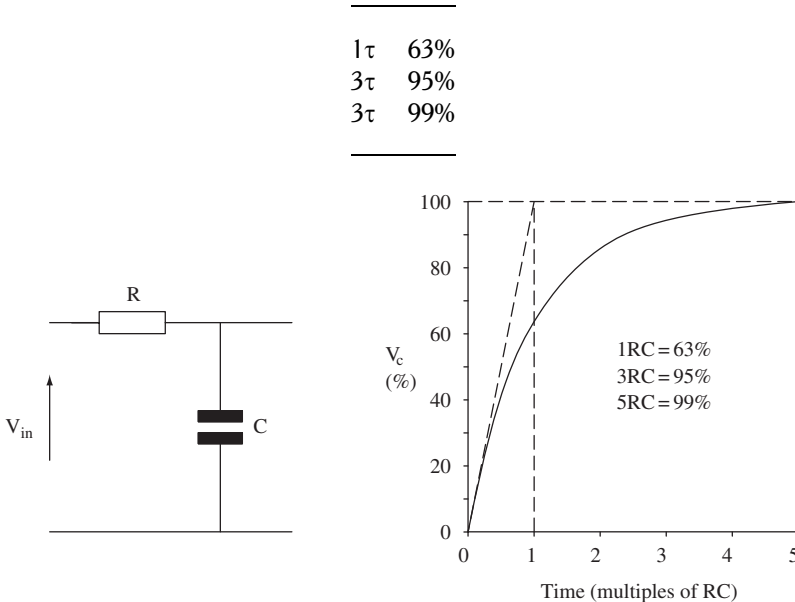 1τ 63%
3τ 95%
3τ 99%
R
V_in
C
100
80
60
40
20
0
V_c
(%)
1RC = 63%
3RC = 95%
5RC = 99%
0 1 2 3 4 5
Time (multiples of RC)